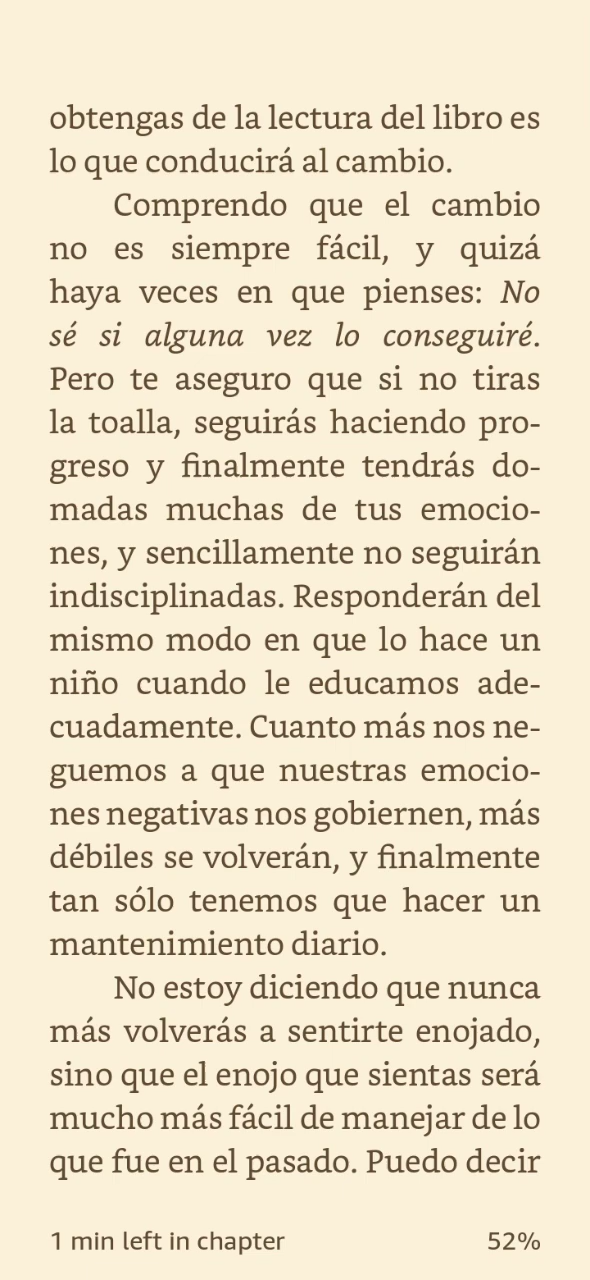 obtengas de la lectura del libro es
lo que conducirá al cambio.
Comprendo que el cambio
no es siempre fácil, y quizá
haya veces en que pienses: No
sé si alguna vez lo conseguiré.
Pero te aseguro que si no tiras
la toalla, seguirás haciendo pro-
greso y finalmente tendrás do-
madas muchas de tus emocio-
nes, y sencillamente no seguirán
indisciplinadas. Responderán del
mismo modo en que lo hace un
niño cuando le educamos ade-
cuadamente. Cuanto más nos ne-
guemos a que nuestras emocio-
nes negativas nos gobiernen, más
débiles se volverán, y finalmente
tan sólo tenemos que hacer un
mantenimiento diario.
No estoy diciendo que nunca
más volverás a sentirte enojado,
sino que el enojo que sientas será
mucho más fácil de manejar de lo
que fue en el pasado. Puedo decir
1 min left in chapter 52%